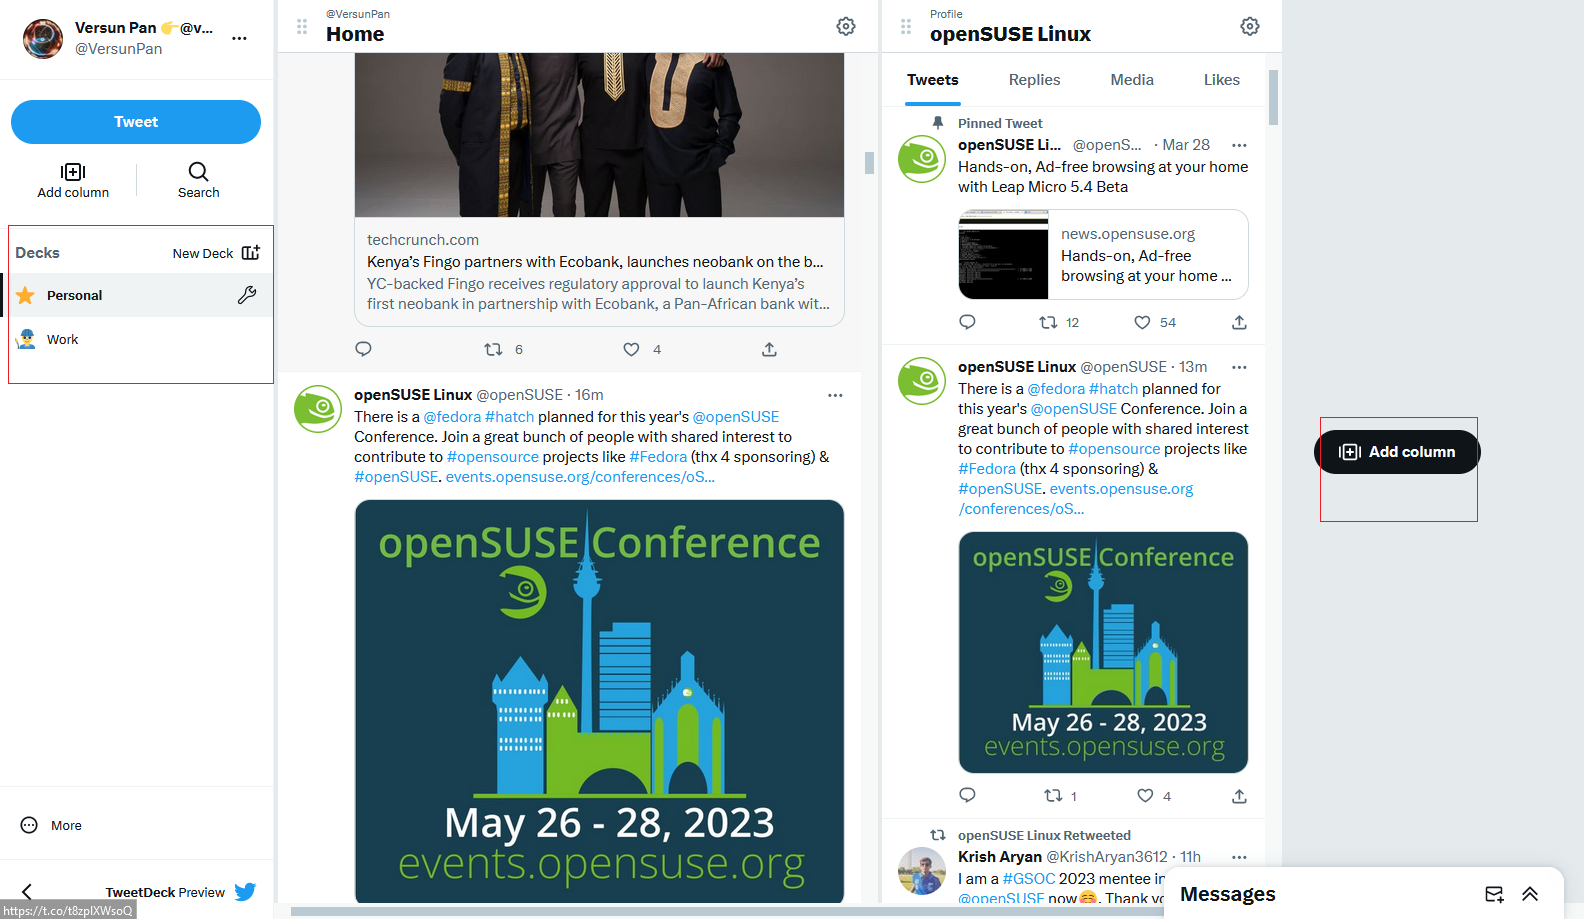 Versun Pan 👉@v...
@VersunPan
Tweet
Add column
Search
Decks
New Deck
Personal
Work
More
TweetDeck Preview
https://t.co/t8zpIXWsoQ
@VersunPan
Home
techcrunch.com
Kenya’s Fingo partners with Ecobank, launches neobank on the b...
YC-backed Fingo receives regulatory approval to launch Kenya’s
first neobank in partnership with Ecobank, a Pan-African bank wit...
6
4
openSUSE Linux @openSUSE · 16m
There is a @fedora #hatch planned for this year's @openSUSE
Conference. Join a great bunch of people with shared interest to
contribute to #opensource projects like #Fedora (thx 4 sponsoring) &
#openSUSE. events.opensuse.org/conferences/oS...
openSUSE Conference
May 26 - 28, 2023
events.opensuse.org
Profile
openSUSE Linux
Tweets
Replies
Media
Likes
Pinned Tweet
openSUSE Li... @openS... · Mar 28
Hands-on, Ad-free browsing at your home
with Leap Micro 5.4 Beta
news.opensuse.org
Hands-on, Ad-free
browsing at your home ...
12
54
openSUSE Linux @openSUSE · 13m
There is a @fedora #hatch planned for
this year's @openSUSE Conference. Join a
great bunch of people with shared interest
to contribute to #opensource projects like
#Fedora (thx 4 sponsoring) &
#openSUSE. events.opensuse.org
/conferences/oS...
openSUSE Conference
May 26 - 28, 2023
events.opensuse.org
1
4
openSUSE Linux Retweeted
Krish Aryan @KrishAryan3612 · 11h
I am a #GSOC 2023 mentee in
@openSUSE now🥰. Thank
Add column
Messages